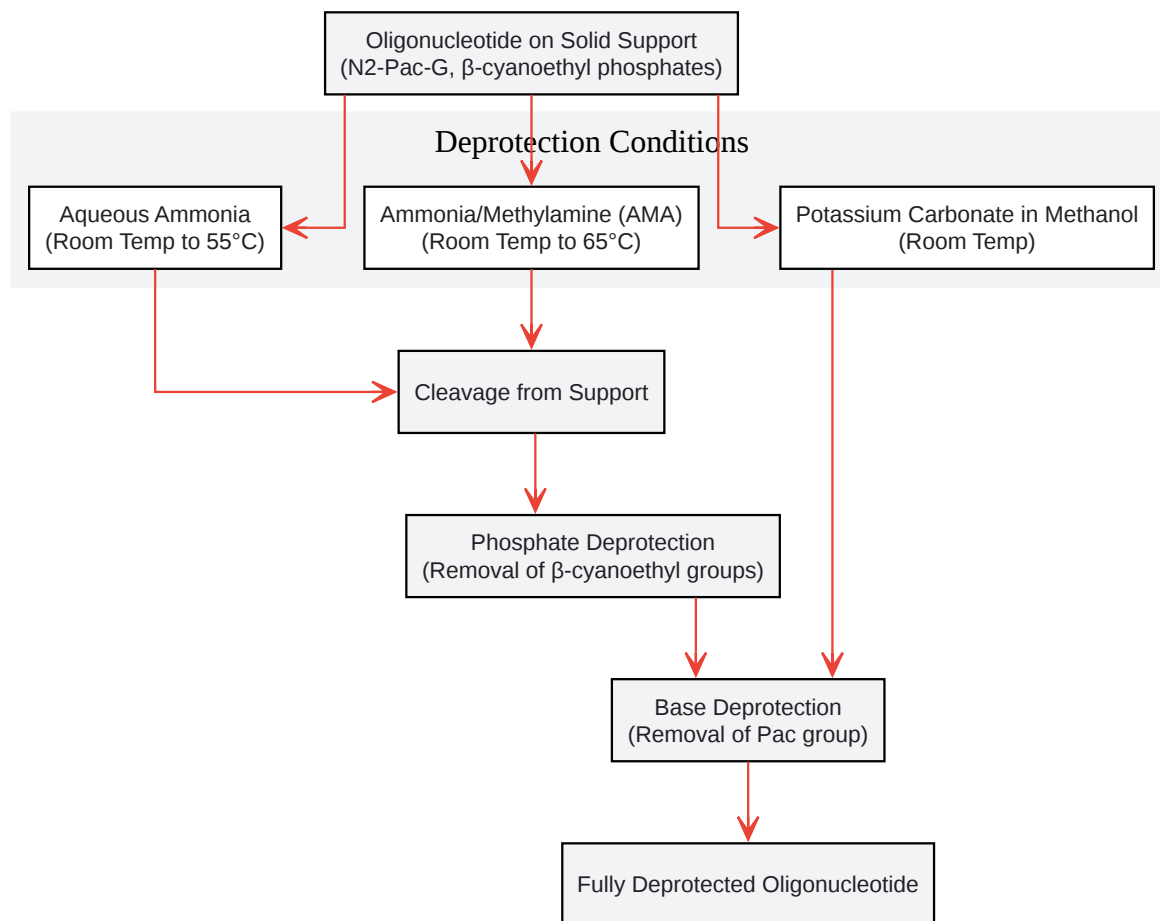 Oligonucleotide on Solid Support
(N2-Pac-G, β-cyanoethyl phosphates)
Deprotection Conditions
Aqueous Ammonia
(Room Temp to 55°C)
Ammonia/Methylamine (AMA)
(Room Temp to 65°C)
Potassium Carbonate in Methanol
(Room Temp)
Cleavage from Support
Phosphate Deprotection
(Removal of β-cyanoethyl groups)
Base Deprotection
(Removal of Pac group)
Fully Deprotected Oligonucleotide